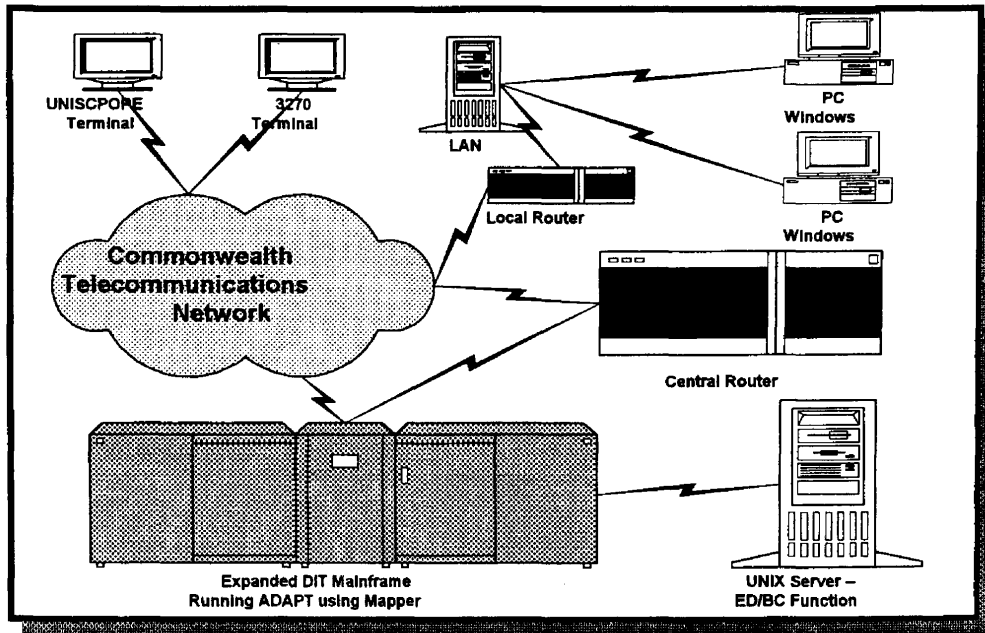 UNISCPOPE
Terminal
3270
Terminal
LAN
PC
Windows
Local Router
PC
Windows
Commonwealth
Telecommunications
Network
Central Router
Expanded DIT Mainframe
Running ADAPT using Mapper
UNIX Server –
ED/BC Function